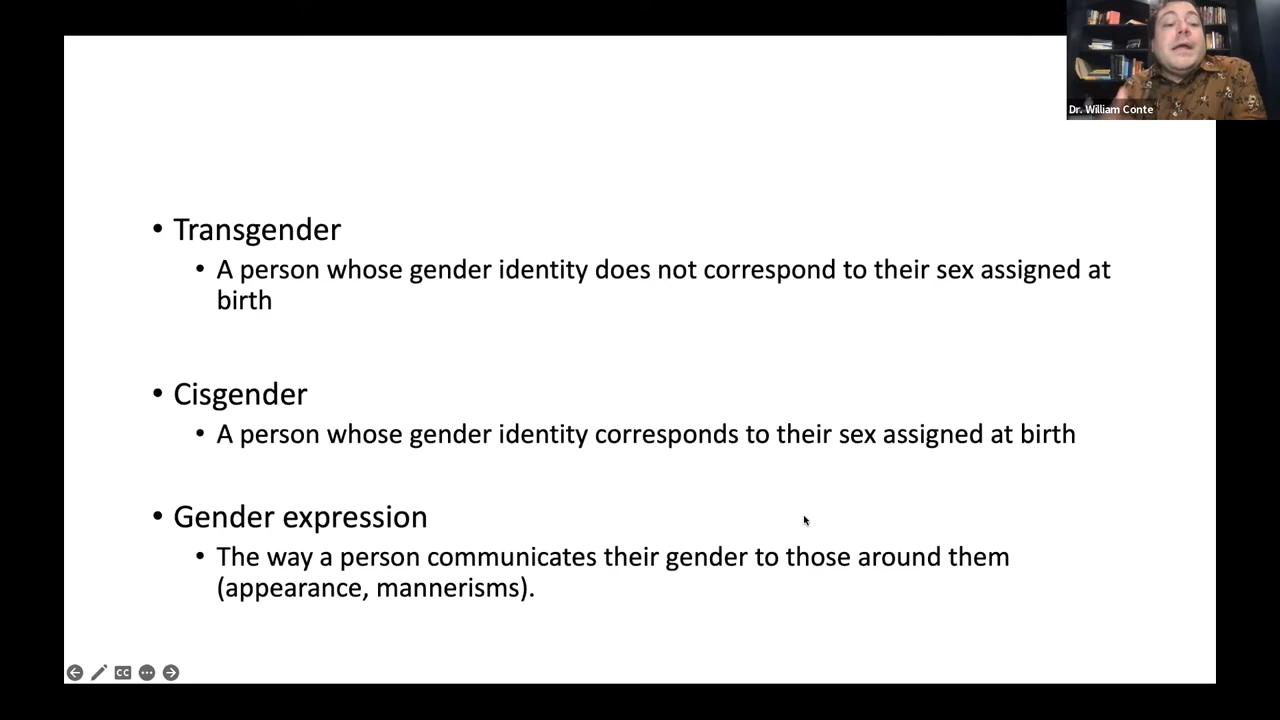 Dr. William Conte
• Transgender
• A person whose gender identity does not correspond to their sex assigned at
birth
• Cisgender
• A person whose gender identity corresponds to their sex assigned at birth
• Gender expression
• The way a person communicates their gender to those around them
(appearance, mannerisms).
CC